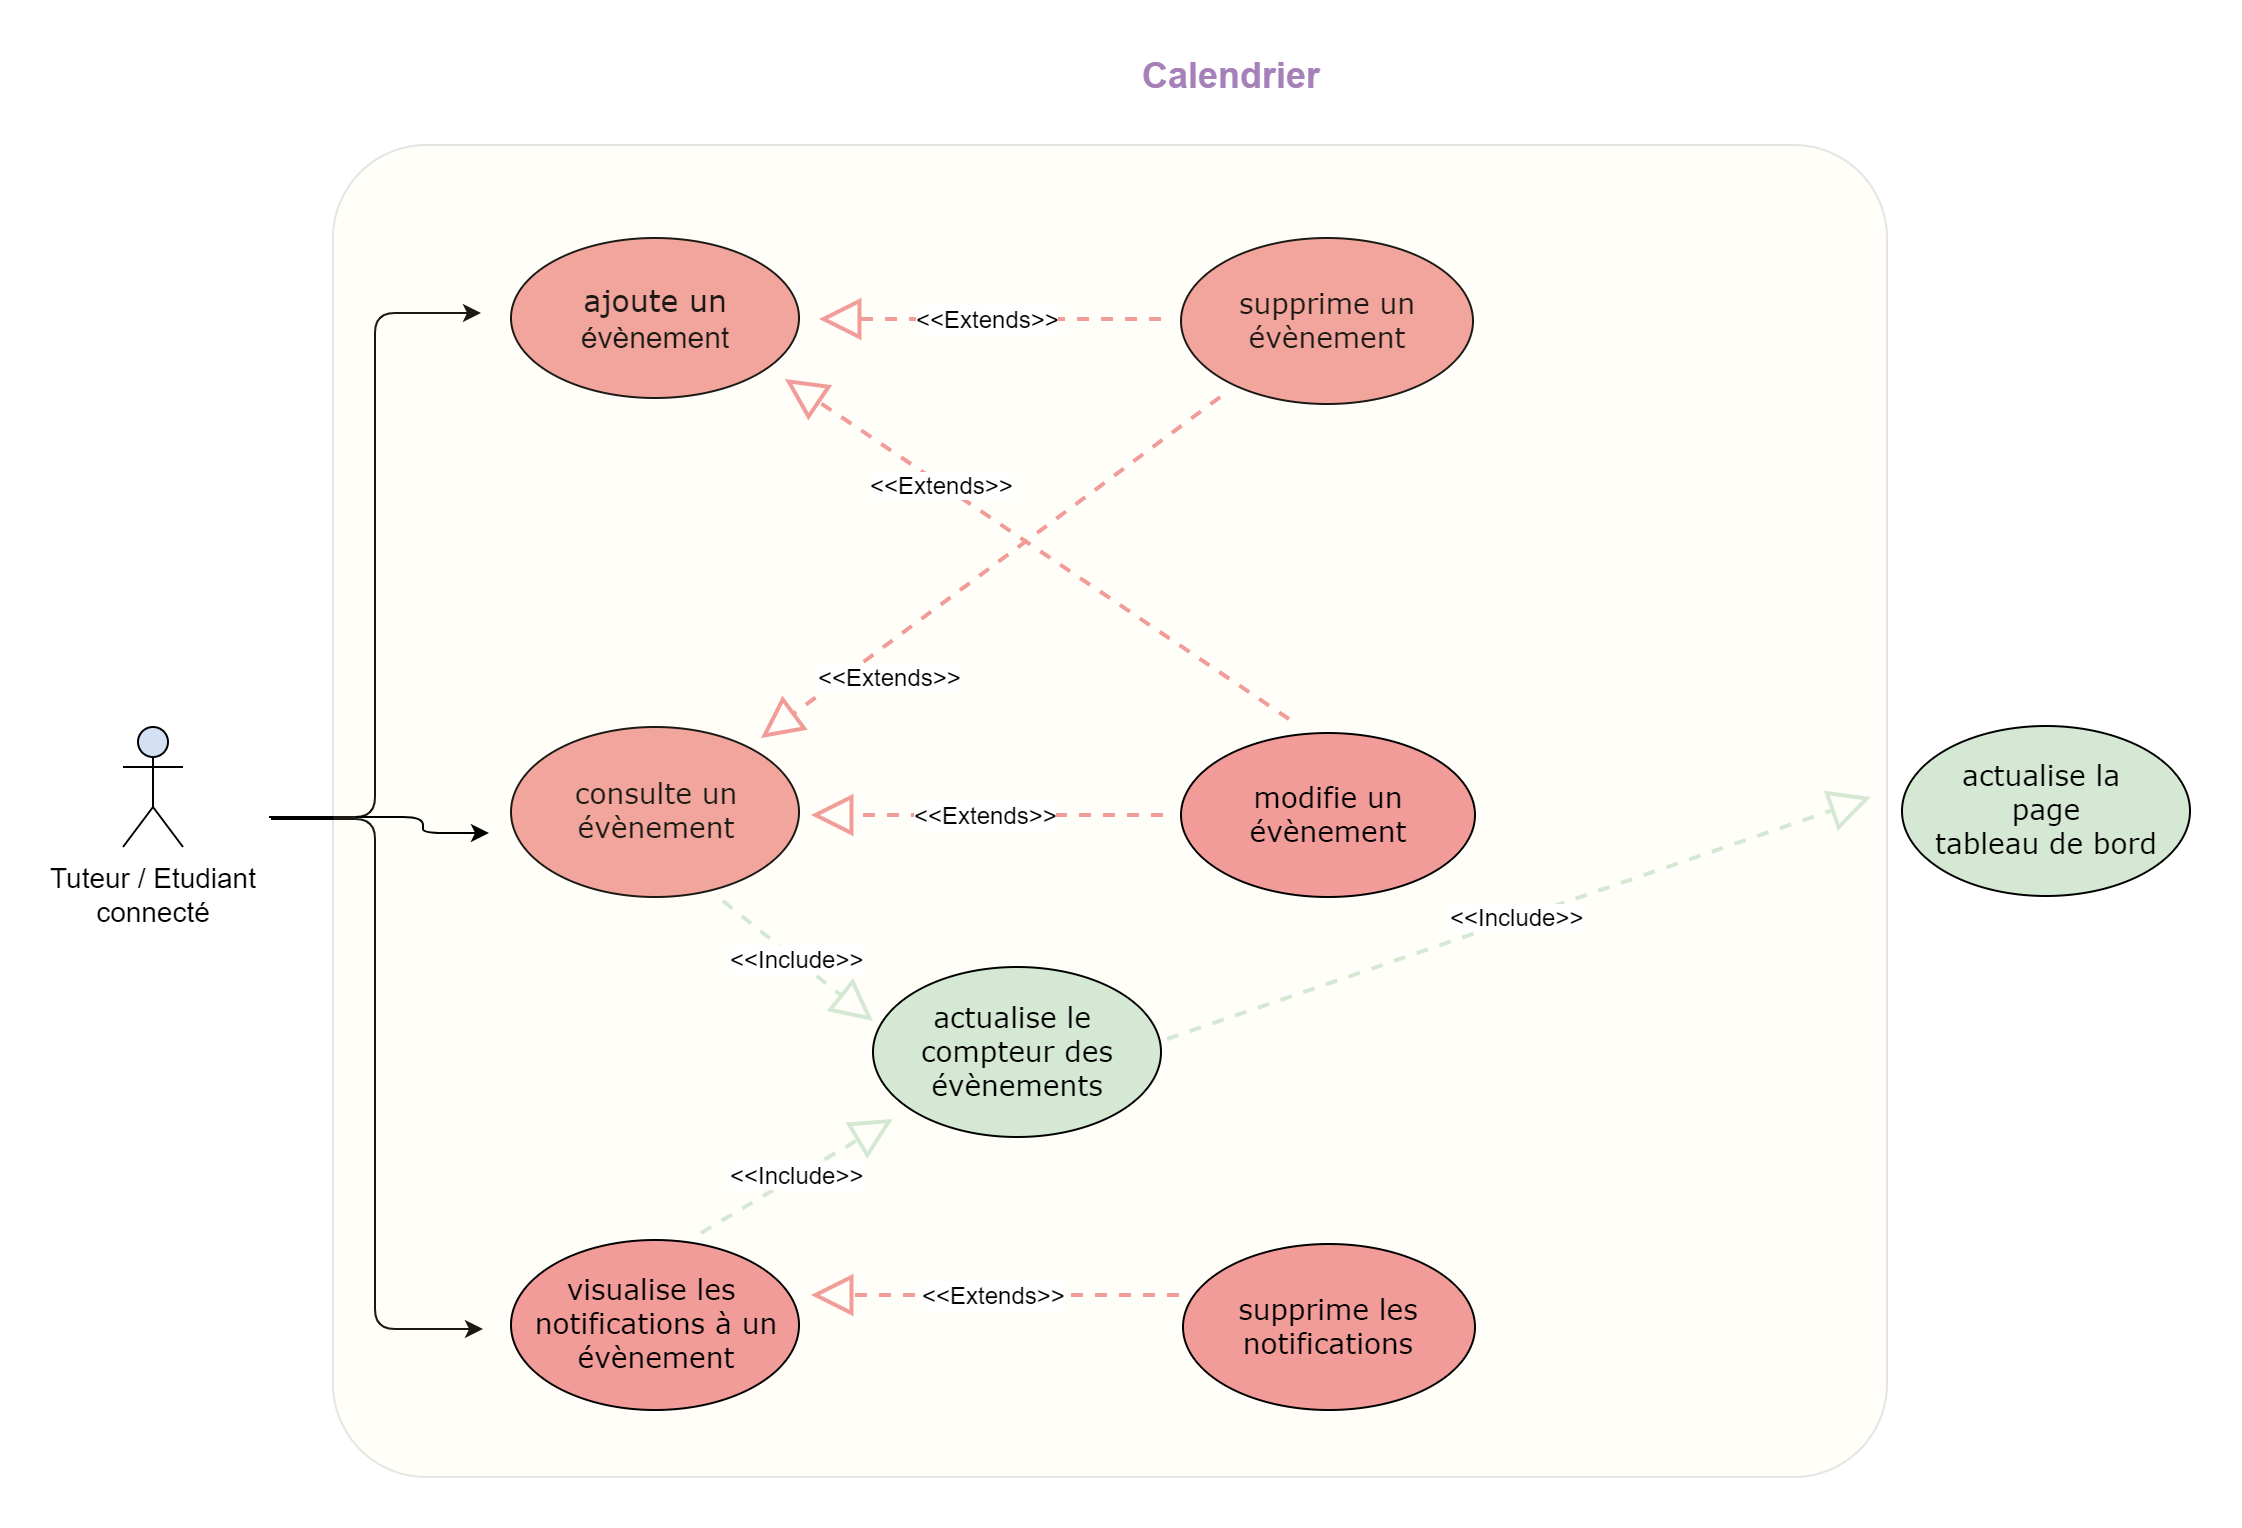 Calendrier
ajoute un
évènement
<<Extends>>
supprime un
évènement
<<Extends>>
<<Extends>>
Tuteur / Etudiant
connecté
consulte un
évènement
<<Extends>>
modifie un
évènement
actualise la
page
tableau de bord
<<Include>>
<<Include>>
actualise le
compteur des
évènements
<<Include>>
visualise les
notifications à un
évènement
<<Extends>>
supprime les
notifications